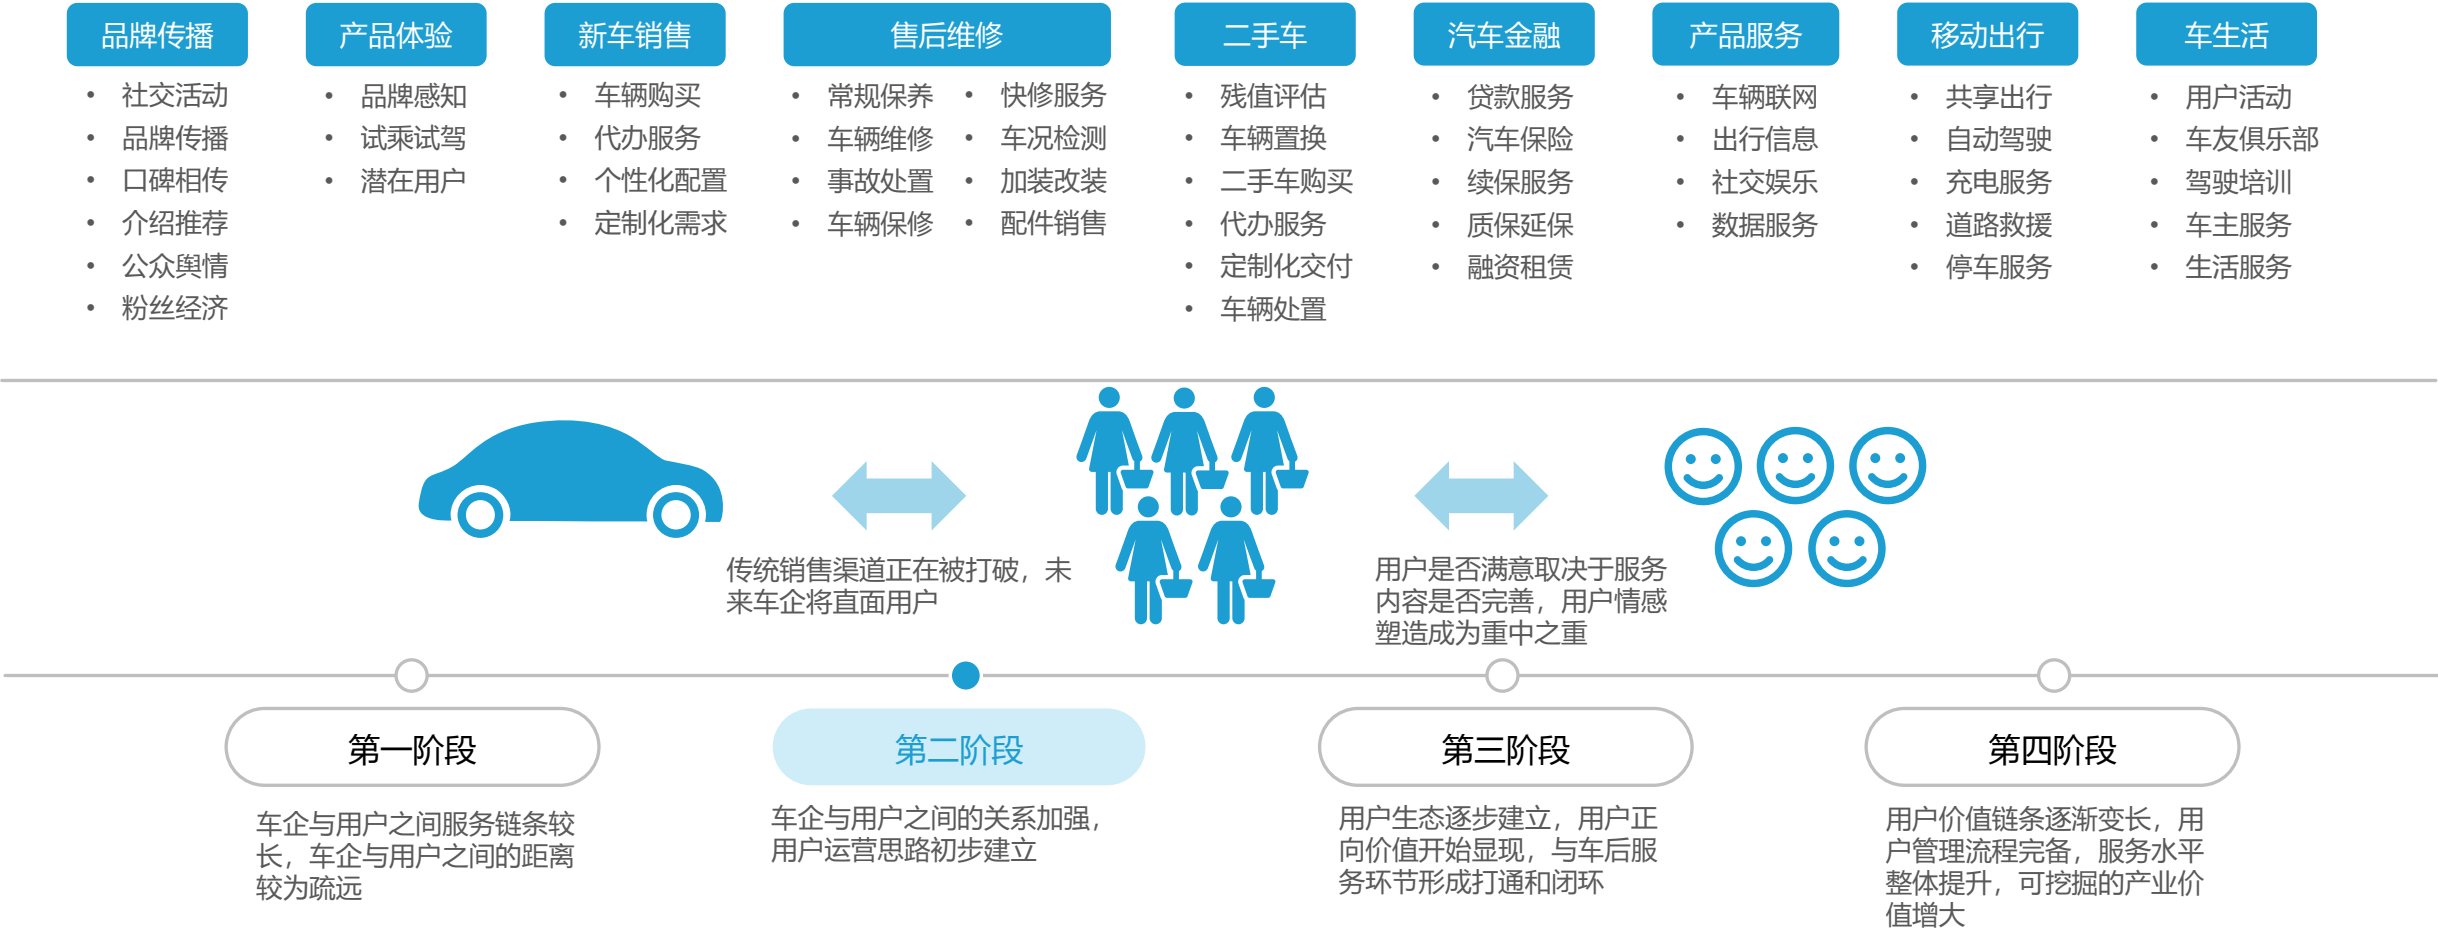 品牌传播
• 社交活动
• 品牌传播
• 口碑相传
• 介绍推荐
• 公众舆情
• 粉丝经济
产品体验
• 品牌感知
• 试乘试驾
• 潜在用户
新车销售
• 车辆购买
• 代办服务
• 个性化配置
• 定制化需求
售后维修
• 常规保养
• 车辆维修
• 事故处置
• 车辆保修
• 快修服务
• 车况检测
• 加装改装
• 配件销售
二手车
• 残值评估
• 车辆置换
• 二手车购买
• 代办服务
• 定制化交付
• 车辆处置
汽车金融
• 贷款服务
• 汽车保险
• 续保服务
• 质保延保
• 融资租赁
产品服务
• 车辆联网
• 出行信息
• 社交娱乐
• 数据服务
移动出行
• 共享出行
• 自动驾驶
• 充电服务
• 道路救援
• 停车服务
车生活
• 用户活动
• 车友俱乐部
• 驾驶培训
• 车主服务
• 生活服务
传统销售渠道正在被打破，未
来车企将直面用户
用户是否满意取决于服务
内容是否完善，用户情感
塑造成为重中之重
第一阶段
车企与用户之间服务链条较
长，车企与用户之间的距离
较为疏远
第二阶段
车企与用户之间的关系加强，
用户运营思路初步建立
第三阶段
用户生态逐步建立，用户正
向价值开始显现，与车后服
务环节形成打通和闭环
第四阶段
用户价值链条逐渐变长，用
户管理流程完备，服务水平
整体提升，可挖掘的产业价
值增大